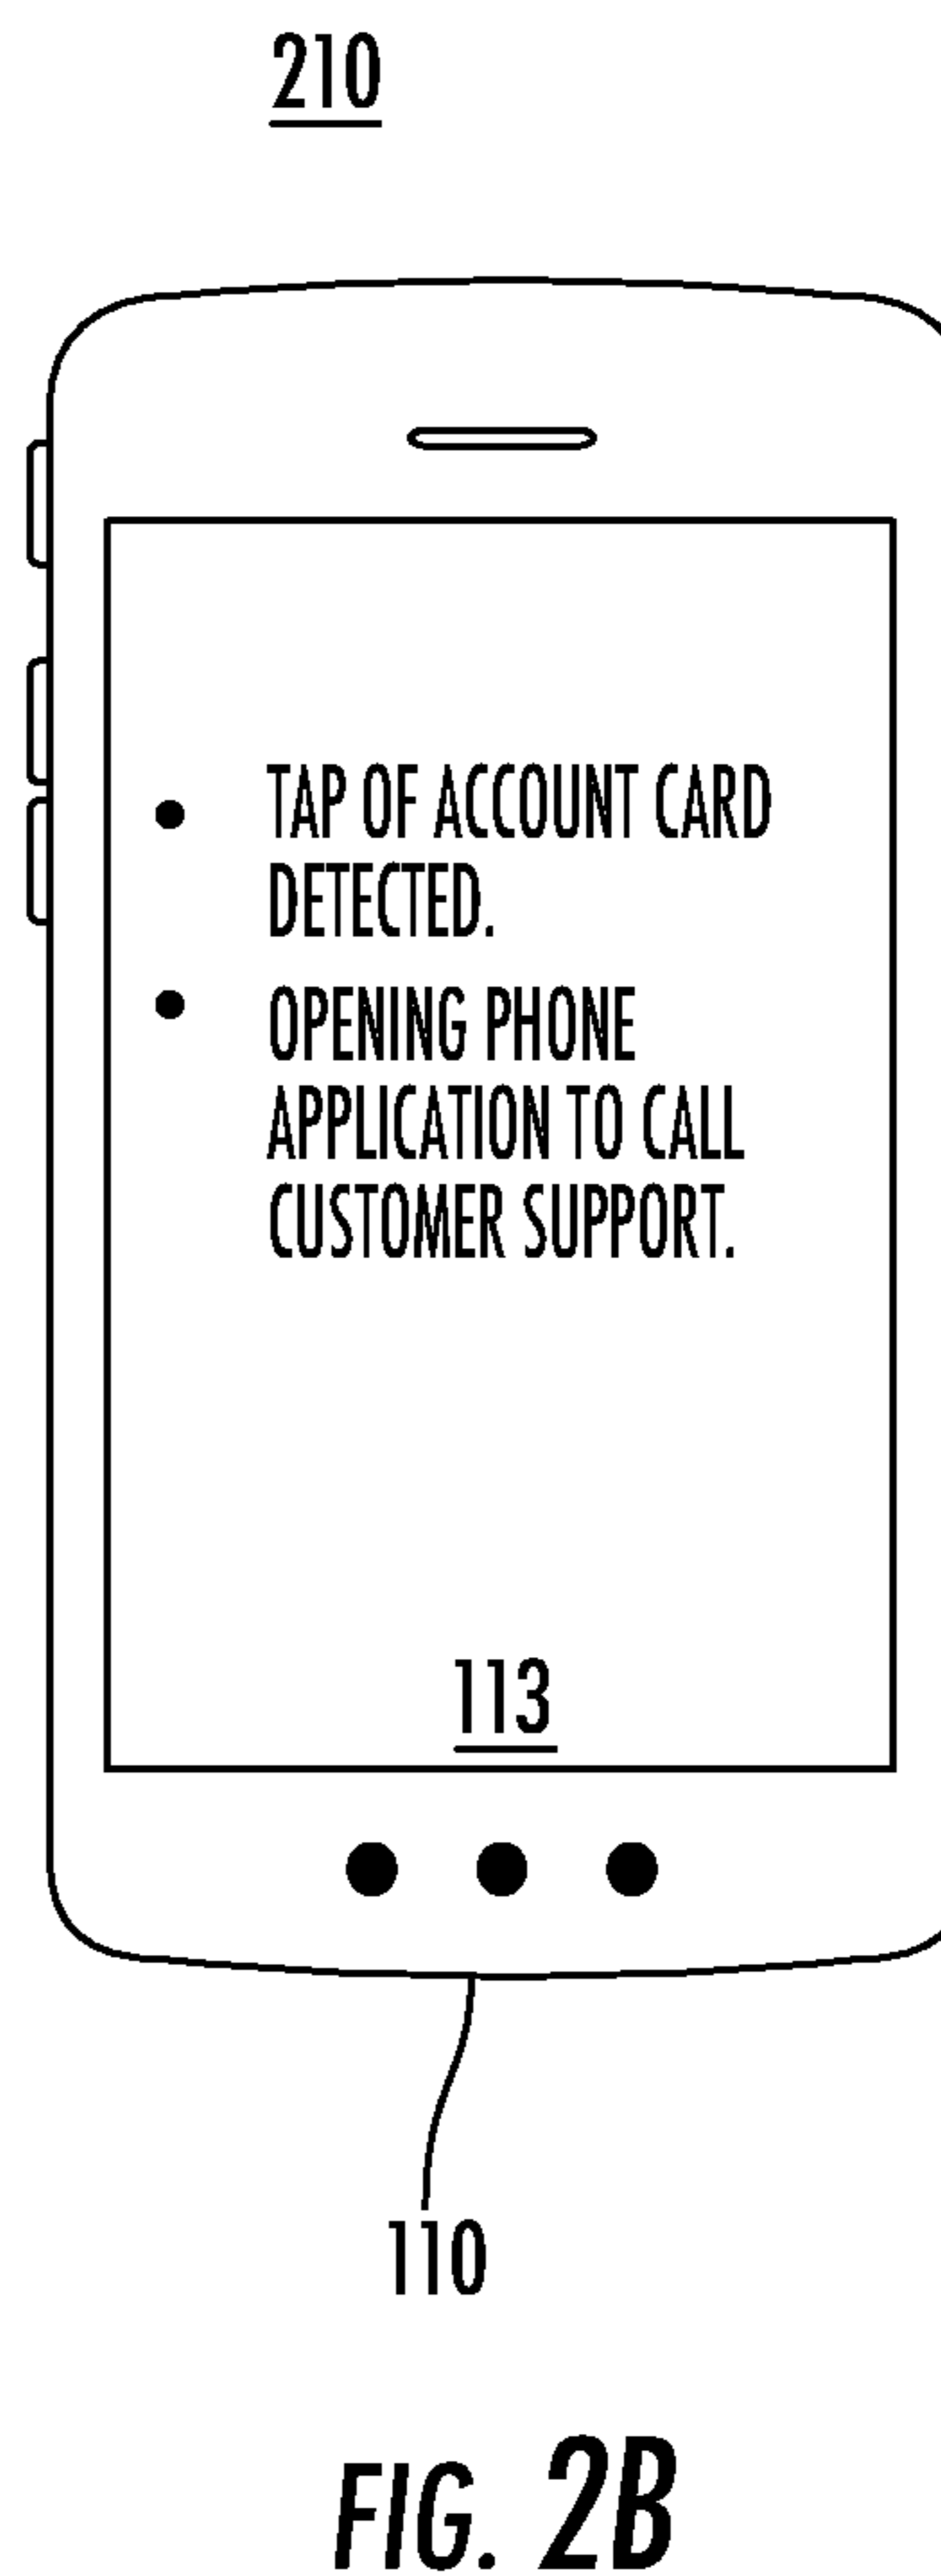 210
• TAP OF ACCOUNT CARD
DETECTED.
• OPENING PHONE
APPLICATION TO CALL
CUSTOMER SUPPORT.
113
110
FIG. 2B